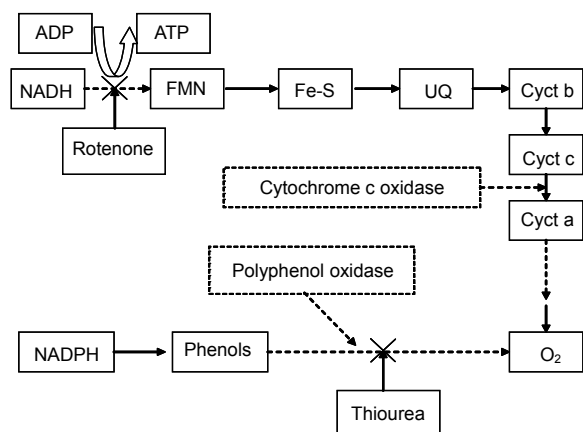 ADP
ATP
NADH
FMN
Fe-S
UQ
Cyct b
Rotenone
Cyct c
Cytochrome c oxidase
Cyct a
Polyphenol oxidase
NADPH
Phenols
O₂
Thiourea